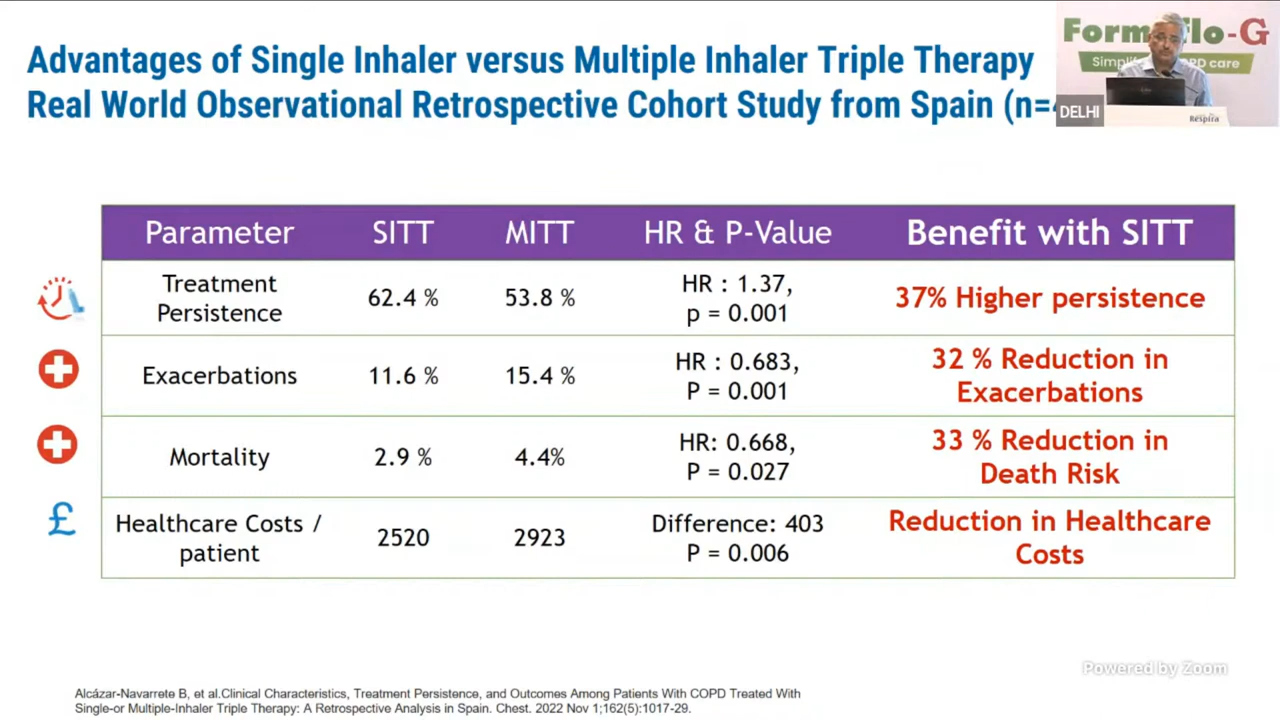 Advantages of Single Inhaler versus Multiple Inhaler Triple Therapy
Real World Observational Retrospective Cohort Study from Spain (n=
DELHI
Respira
Parameter SITT MITT HR & P-Value Benefit with SITT
Treatment
Persistence
62.4 %
53.8 %
HR : 1.37,
p = 0.001
37% Higher persistence
Exacerbations
11.6 %
15.4 %
HR : 0.683,
P = 0.001
32 % Reduction in
Exacerbations
Mortality
2.9 %
4.4%
HR: 0.668,
P = 0.027
33 % Reduction in
Death Risk
£
Healthcare Costs /
patient
2520
2923
Difference: 403
P = 0.006
Reduction in Healthcare
Costs
Powered by Zoom
Alcázar-Navarrete B, et al.Clinical Characteristics, Treatment Persistence, and Outcomes Among Patients With COPD Treated With
Single-or Multiple-Inhaler Triple Therapy: A Retrospective Analysis in Spain. Chest. 2022 Nov 1;162(5):1017-29.